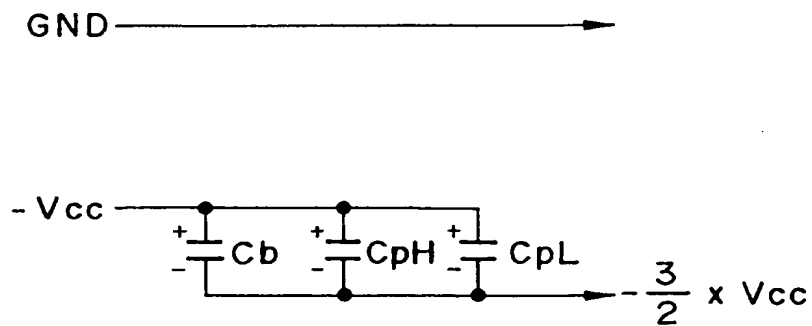 GND
-Vcc
+ Cb + CpH + CpL
- - -
-3/2 x Vcc